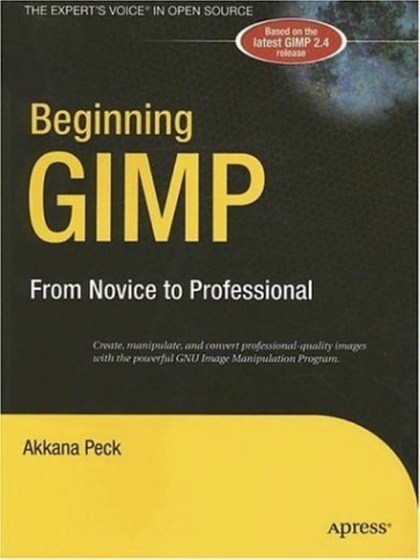 THE EXPERT'S VOICE® IN OPEN SOURCE
Based on the
latest GIMP 2.4
release
Beginning
GIMP
From Novice to Professional
Create, manipulate, and convert professional-quality images
with the powerful GNU Image Manipulation Program.
Akkana Peck
Apress®